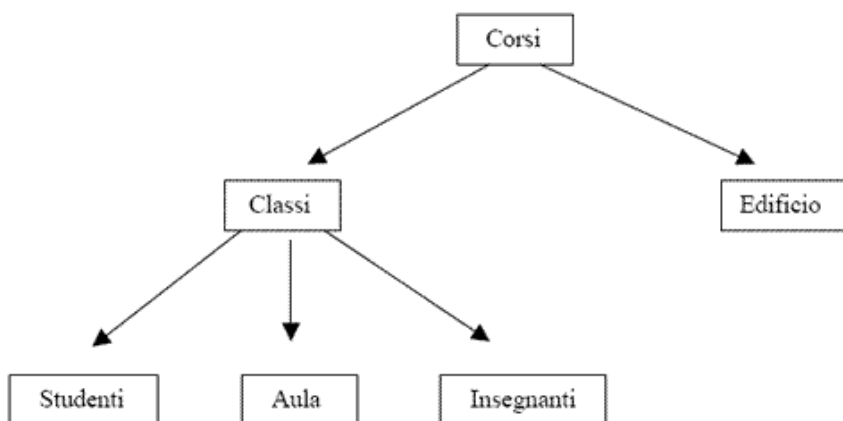 Corsi
Classi
Edificio
Studenti
Aula
Insegnanti